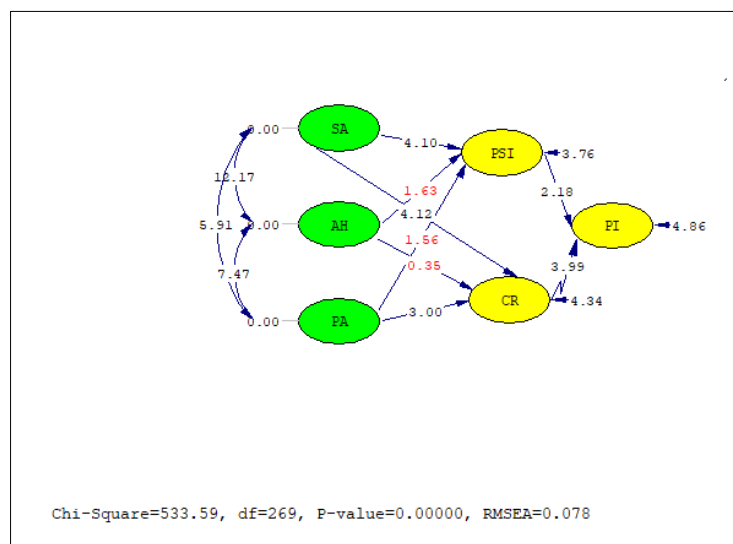 0.00
SA
4.10
PSI
3.76
12.17
1.63
2.18
4.12
5.91
0.00
AH
PI
4.86
1.56
0.35
7.47
3.99
CR
4.34
3.00
0.00
PA
Chi-Square=533.59, df=269, P-value=0.00000, RMSEA=0.078